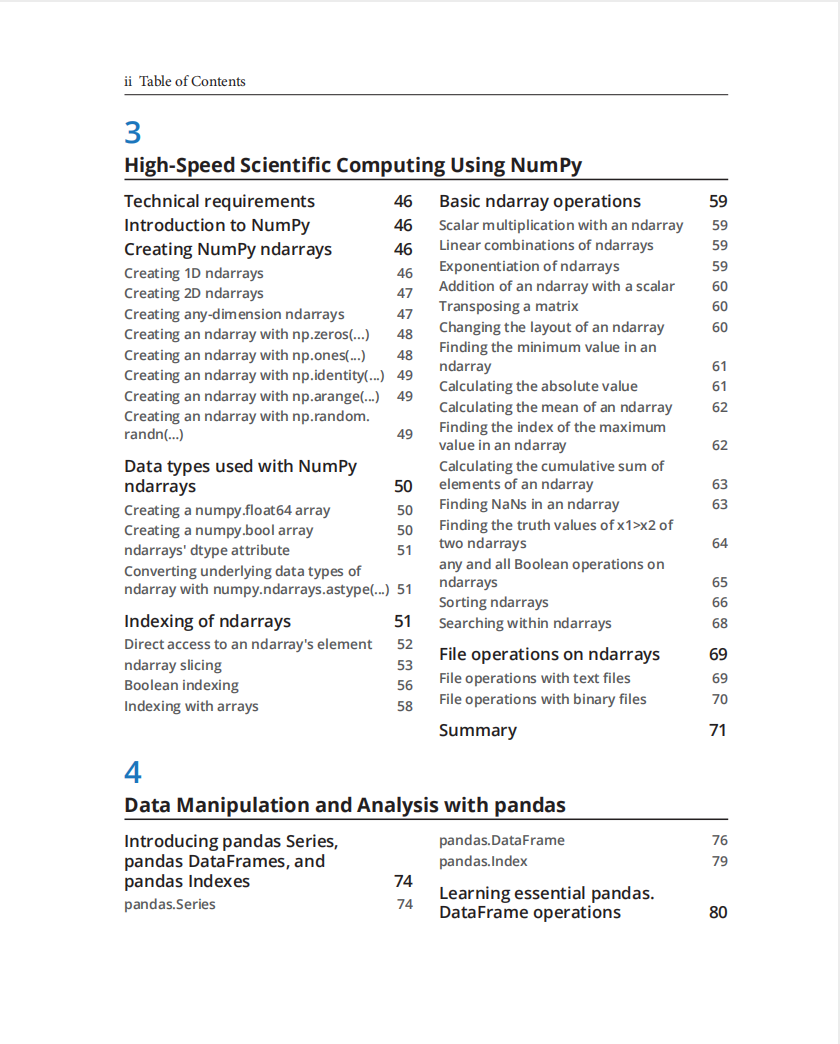 ii Table of Contents
3
High-Speed Scientific Computing Using NumPy
Technical requirements 46
Introduction to NumPy 46
Creating NumPy ndarrays 46
Creating 1D ndarrays 46
Creating 2D ndarrays 47
Creating any-dimension ndarrays 47
Creating an ndarray with np.zeros(...) 48
Creating an ndarray with np.ones(...) 48
Creating an ndarray with np.identity(...) 49
Creating an ndarray with np.arange(...) 49
Creating an ndarray with np.random.
randn(...) 49
Data types used with NumPy
ndarrays 50
Creating a numpy.float64 array 50
Creating a numpy.bool array 50
ndarrays' dtype attribute 51
Converting underlying data types of
ndarray with numpy.ndarrays.astype(...) 51
Indexing of ndarrays 51
Direct access to an ndarray's element 52
ndarray slicing 53
Boolean indexing 56
Indexing with arrays 58
Basic ndarray operations 59
Scalar multiplication with an ndarray 59
Linear combinations of ndarrays 59
Exponentiation of ndarrays 59
Addition of an ndarray with a scalar 60
Transposing a matrix 60
Changing the layout of an ndarray 60
Finding the minimum value in an
ndarray 61
Calculating the absolute value 61
Calculating the mean of an ndarray 62
Finding the index of the maximum
value in an ndarray 62
Calculating the cumulative sum of
elements of an ndarray 63
Finding NaNs in an ndarray 63
Finding the truth values of x1>x2 of
two ndarrays 64
any and all Boolean operations on
ndarrays 65
Sorting ndarrays 66
Searching within ndarrays 68
File operations on ndarrays 69
File operations with text files 69
File operations with binary files 70
Summary 71
4
Data Manipulation and Analysis with pandas
Introducing pandas Series,
pandas DataFrames, and
pandas Indexes 74
pandas.Series 74
pandas.DataFrame 76
pandas.Index 79
Learning essential pandas.
DataFrame operations 80